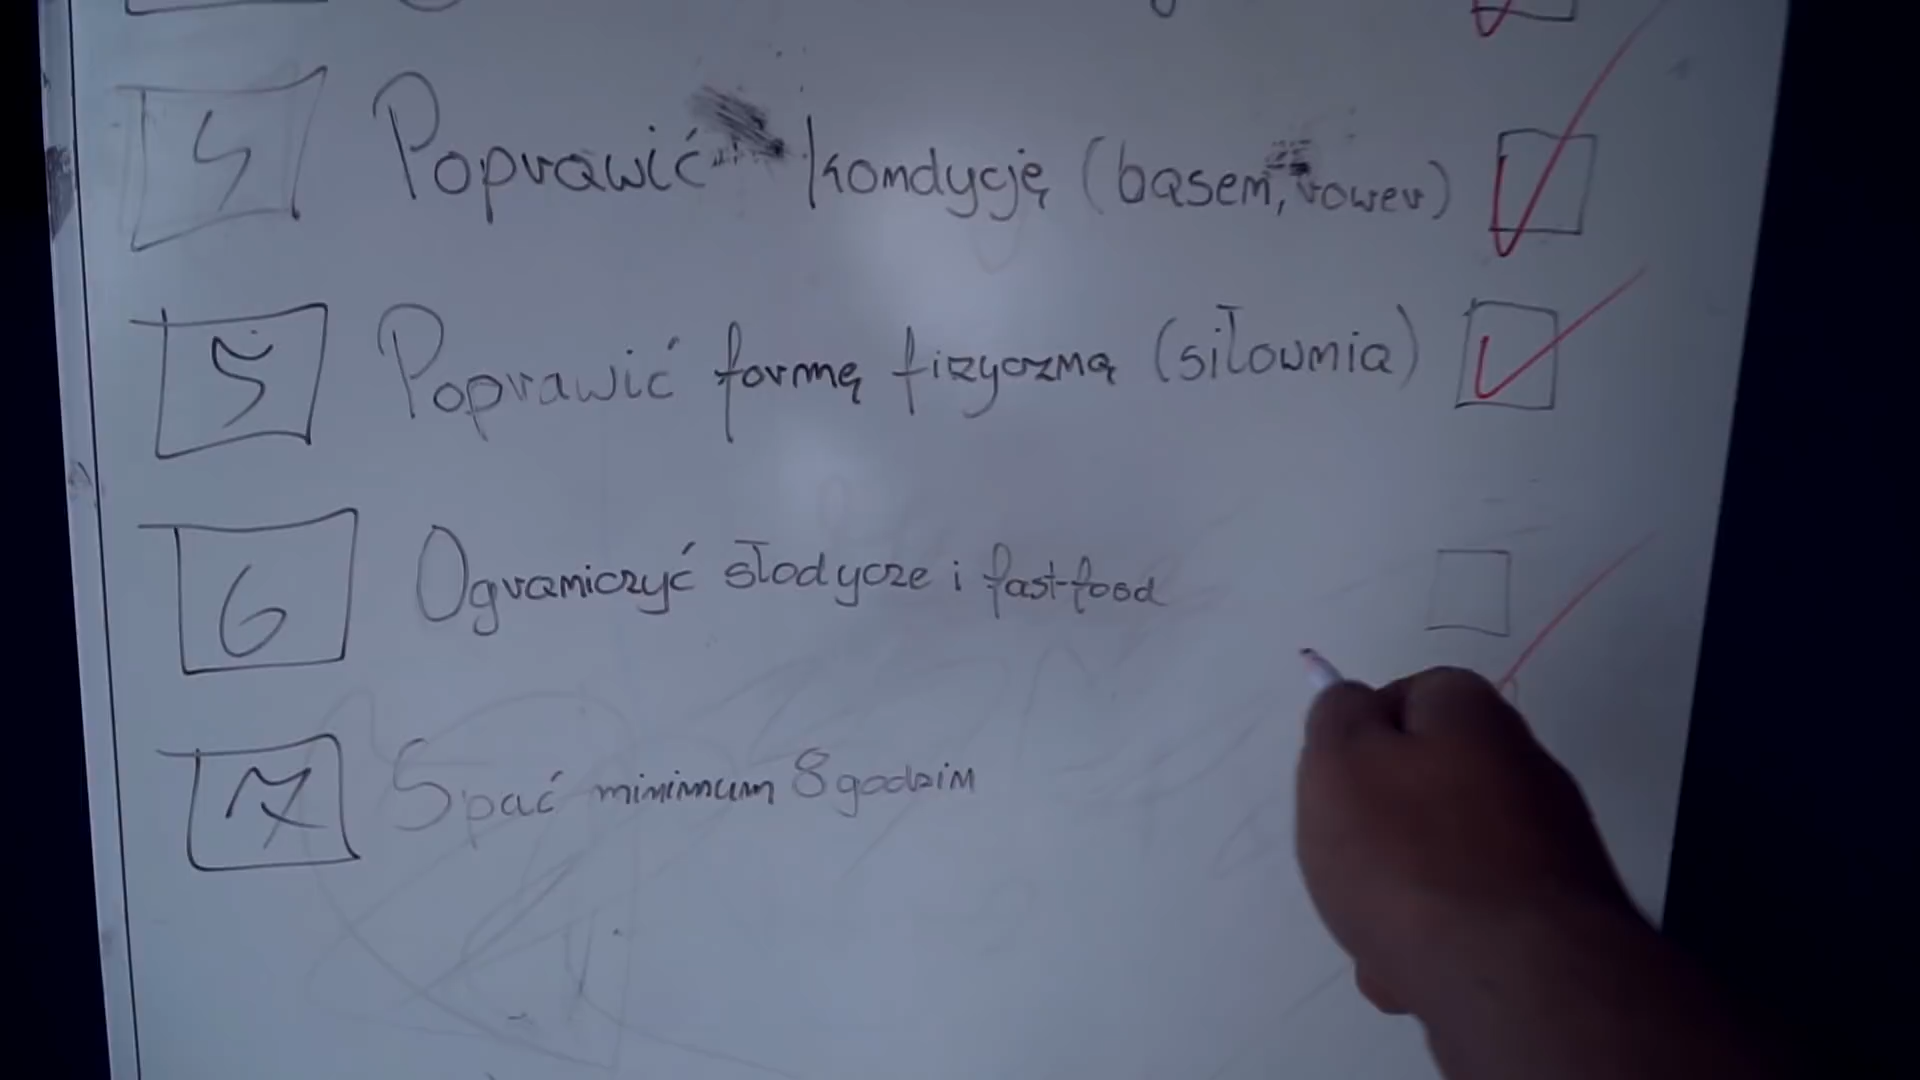 4 Poprawić kondycję (basen, rower)
5 Poprawić formę fizyczną (siłownia)
6 Ograniczyć słodycze i fast-food
7 Spać minimum 8 godzin